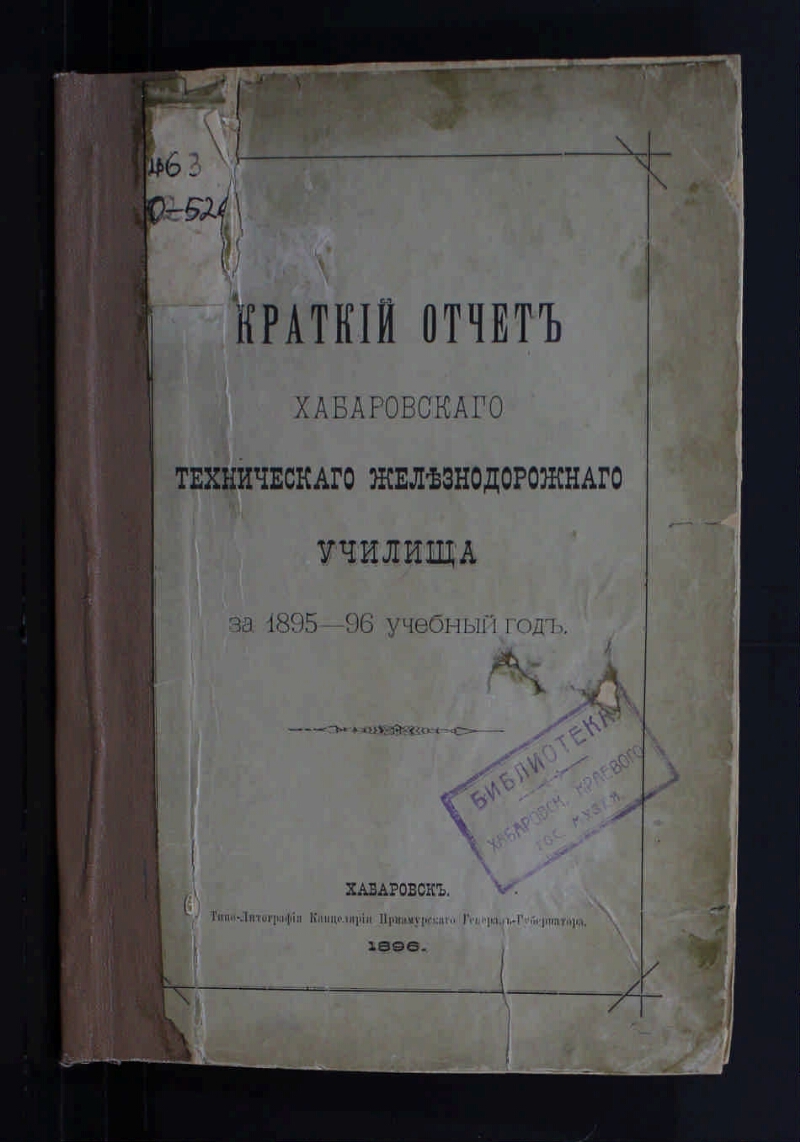 КРАТКІЙ ОТЧЕТЪ
ХАБАРОВСКАГО
ТЕХНИЧЕСКАГО ЖЕЛѢЗНОДОРОЖНАГО
УЧИЛИЩА
за 1895—96 учебный годъ.
БИБЛИОТЕКА
ХАБАРОВСК. КРАЕВОГО
ГОС. МУЗЕЯ
ХАБАРОВСКЪ.
Типо-Литографія Канцеляріи Приамурскаго Генералъ-Губернатора.
1896.